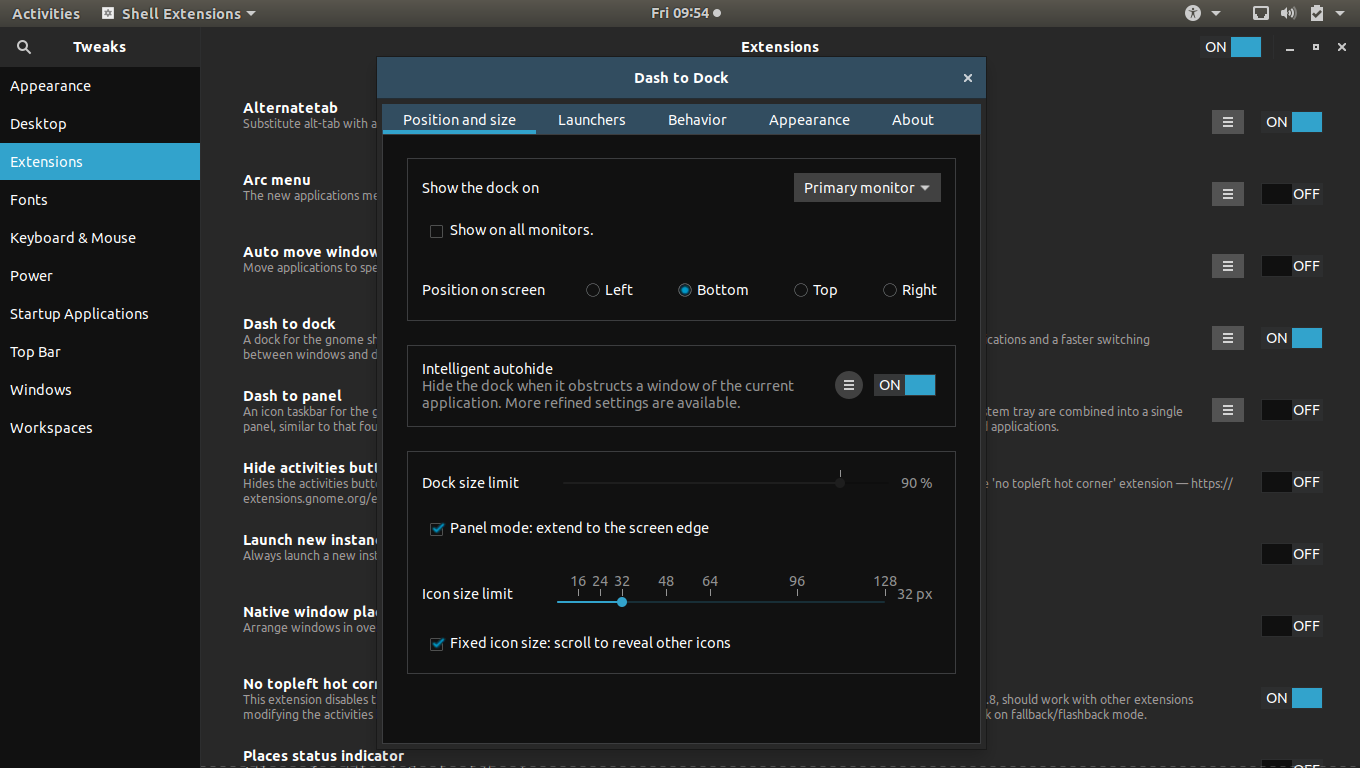 Activities Shell Extensions Fri 09:54
Tweaks Extensions ON
Appearance
Desktop
Extensions
Fonts
Keyboard & Mouse
Power
Startup Applications
Top Bar
Windows
Workspaces
Alternatetab
Substitute alt-tab with a
ON
Arc menu
The new applications me
OFF
Auto move window
Move applications to spe
OFF
Dash to dock
A dock for the gnome sh cations and a faster switching
between windows and d
ON
Dash to panel
An icon taskbar for the g stem tray are combined into a single
panel, similar to that fou d applications.
OFF
Hide activities butt
Hides the activities butto e 'no topleft hot corner' extension — https://
extensions.gnome.org/e
OFF
Launch new instanc
Always launch a new inst
OFF
Native window plac
Arrange windows in ove
OFF
No topleft hot corn
This extension disables t .8, should work with other extensions
modifying the activities k on fallback/flashback mode.
ON
Places status indicator
OFF
Dash to Dock
Position and size Launchers Behavior Appearance About
Show the dock on Primary monitor
Show on all monitors.
Position on screen Left Bottom Top Right
Intelligent autohide
Hide the dock when it obstructs a window of the current
application. More refined settings are available.
ON
Dock size limit 90 %
Panel mode: extend to the screen edge
16 24 32 48 64 96 128
Icon size limit 32 px
Fixed icon size: scroll to reveal other icons